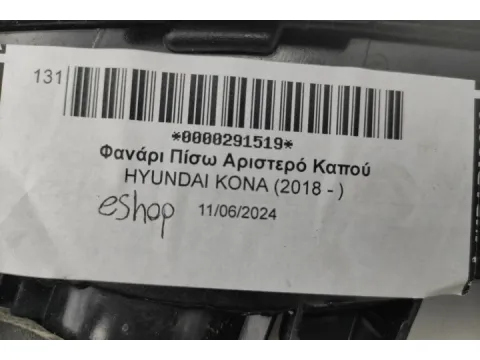 131
*0000291519*
Φανάρι Πίσω Αριστερό Καπού
HYUNDAI KONA (2018 - )
eshop 11/06/2024